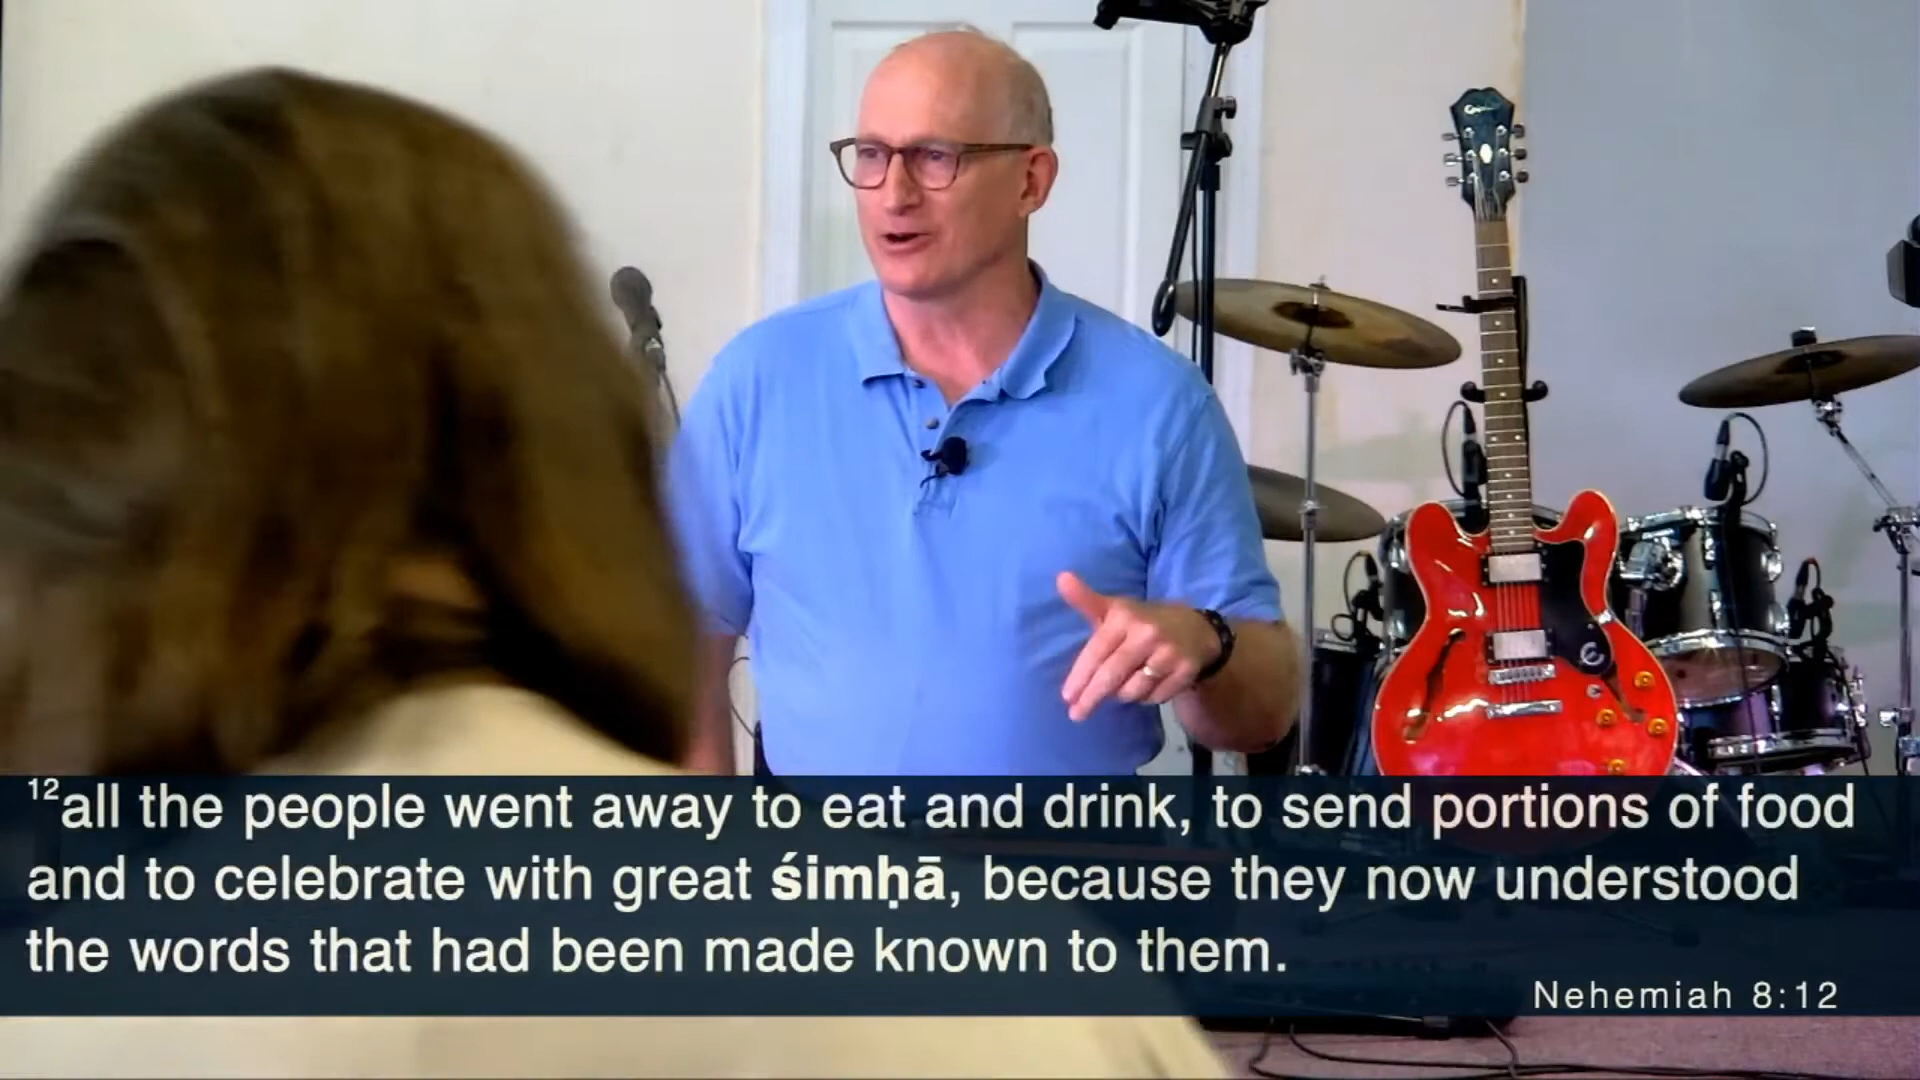 Epiphone
¹²all the people went away to eat and drink, to send portions of food
and to celebrate with great śimḥā, because they now understood
the words that had been made known to them.
Nehemiah 8:12